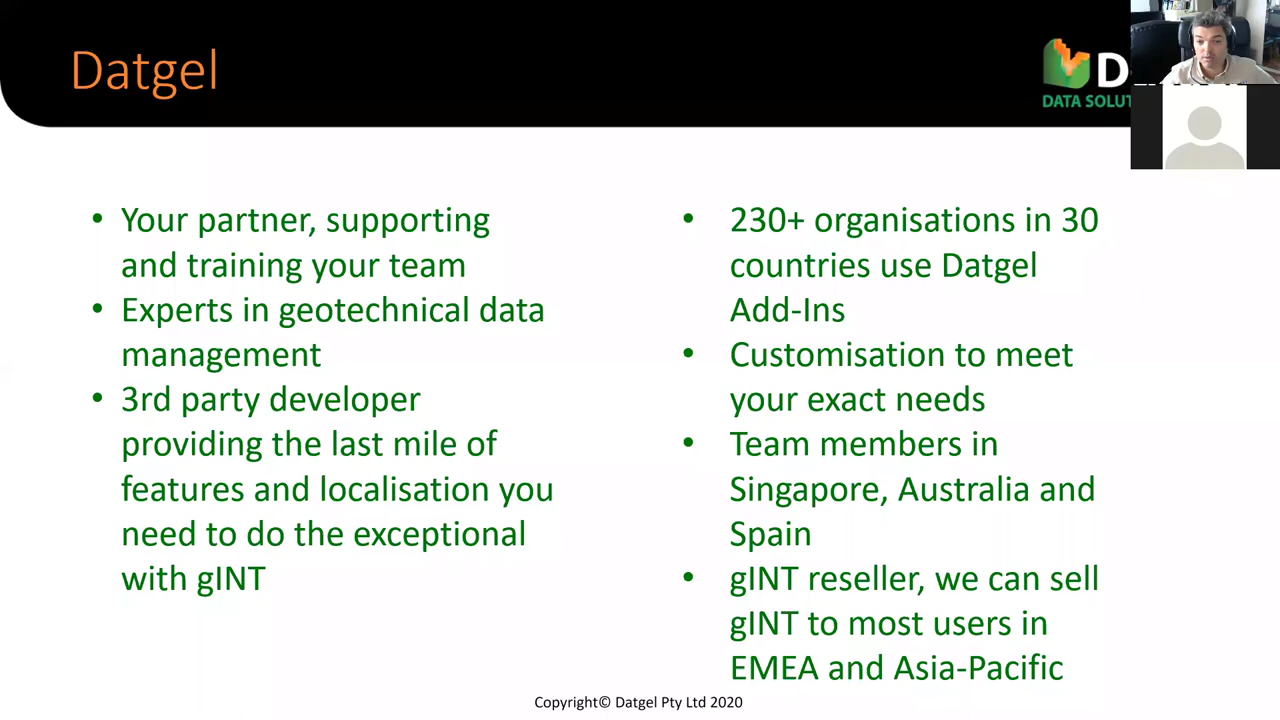 Datgel
D
DATA SOLUT
• Your partner, supporting
and training your team
• Experts in geotechnical data
management
• 3rd party developer
providing the last mile of
features and localisation you
need to do the exceptional
with gINT
• 230+ organisations in 30
countries use Datgel
Add-Ins
• Customisation to meet
your exact needs
• Team members in
Singapore, Australia and
Spain
• gINT reseller, we can sell
gINT to most users in
EMEA and Asia-Pacific
Copyright© Datgel Pty Ltd 2020